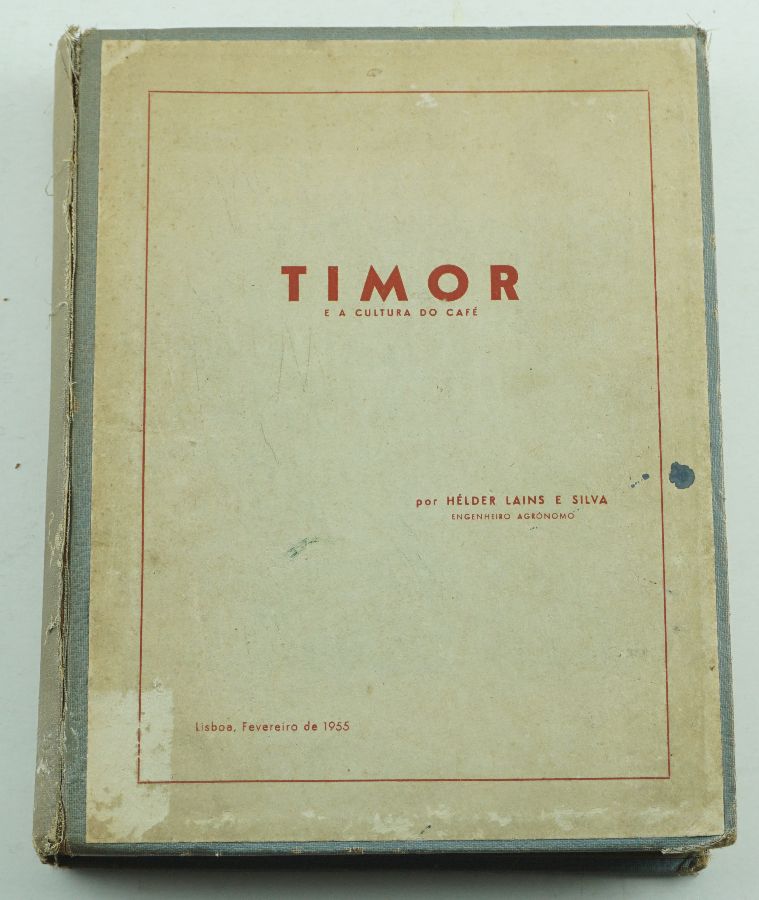 TIMOR
E A CULTURA DO CAFÉ
por HÉLDER LAINS E SILVA
ENGENHEIRO AGRÓNOMO
Lisboa, Fevereiro de 1955